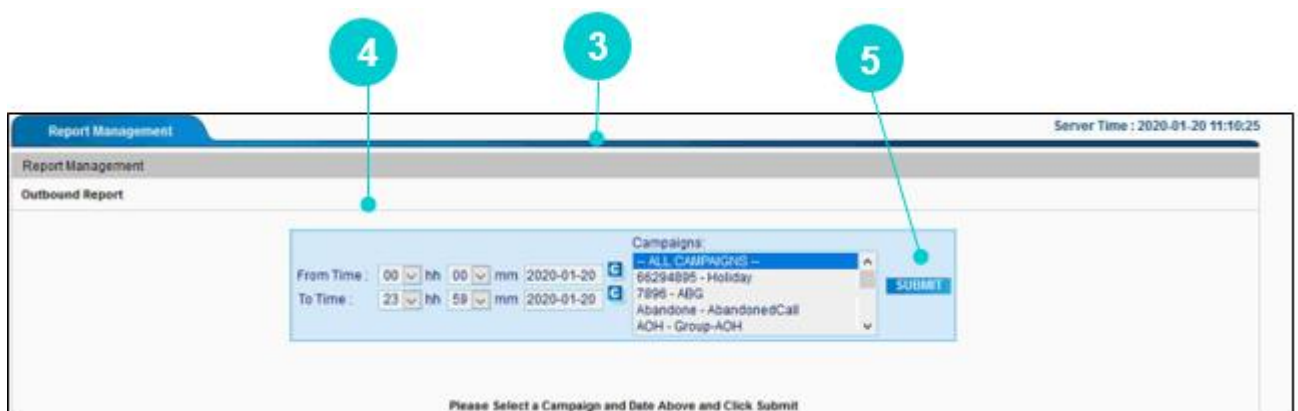 4 3 5
Report Management Server Time : 2020-01-20 11:10:25
Report Management
Outbound Report
Campaigns:
-- ALL CAMPAIGNS --
From Time : 00 hh 00 mm 2020-01-20 C 66294895 - Holiday
7896 - ABG SUBMIT
To Time : 23 hh 59 mm 2020-01-20 C Abandone - AbandonedCall
AOH - Group-AOH
Please Select a Campaign and Date Above and Click Submit